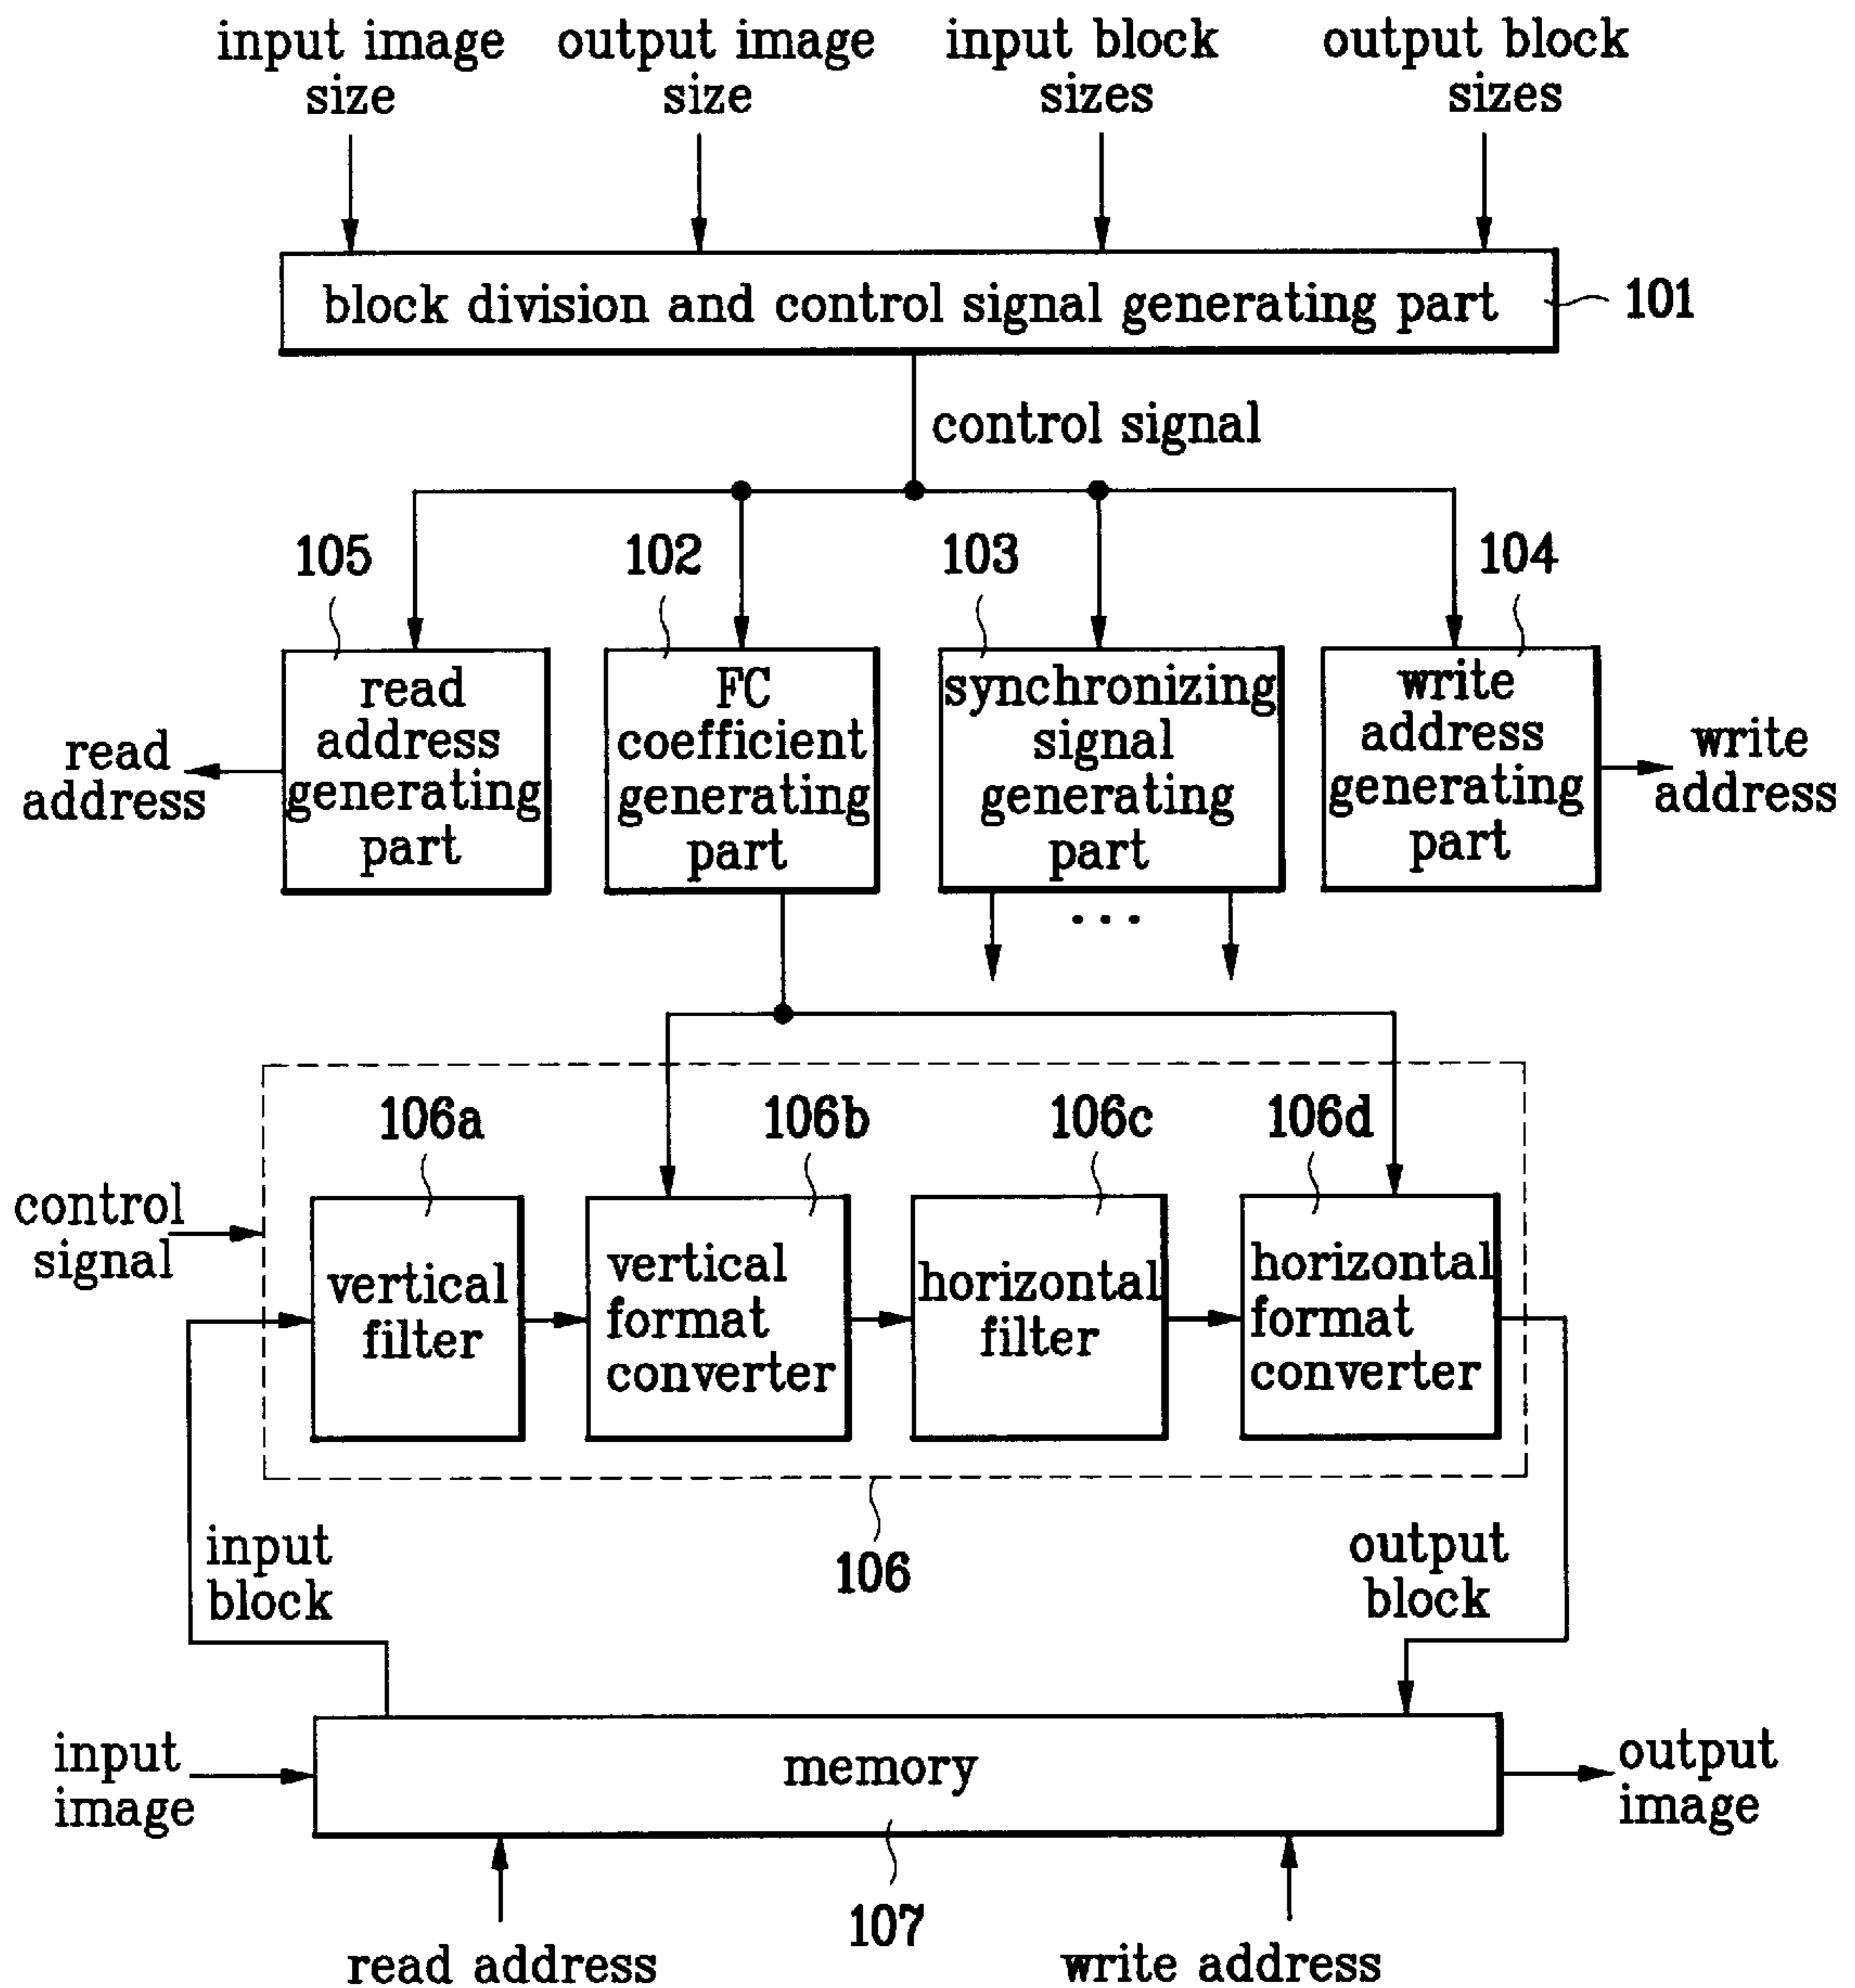 input image
size
output image
size
input block
sizes
output block
sizes
block division and control signal generating part
101
control signal
105
102
103
104
read
address
generating
part
FC
coefficient
generating
part
synchronizing
signal
generating
part
write
address
generating
part
read
address
write
address
106a
106b
106c
106d
control
signal
vertical
filter
vertical
format
converter
horizontal
filter
horizontal
format
converter
input
block
106
output
block
input
image
memory
output
image
107
read address
write address